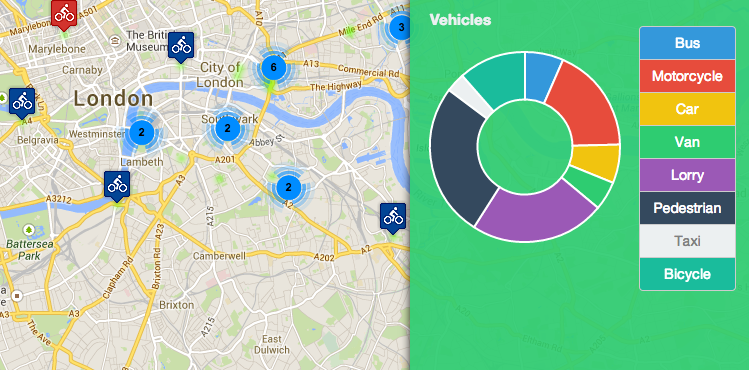 Marylebone Rd
Marylebone
The British
Museum
Carnaby
London
City of
London
A10
Mile End Rd
A11
3
6
A13
Commercial Rd
The Highway
2
2
Southwark
Westminster
Belgravia
Lambeth
Abbey St
A201
A3
2
A2
A3212
A215
Battersea
Park
A23
Camberwell
A202
A2
Clapham Rd
Brixton Rd
Brixton
A215
A3
The Ave
East
Dulwich
Vehicles
Bus
Motorcycle
Car
Van
Lorry
Pedestrian
Taxi
Bicycle